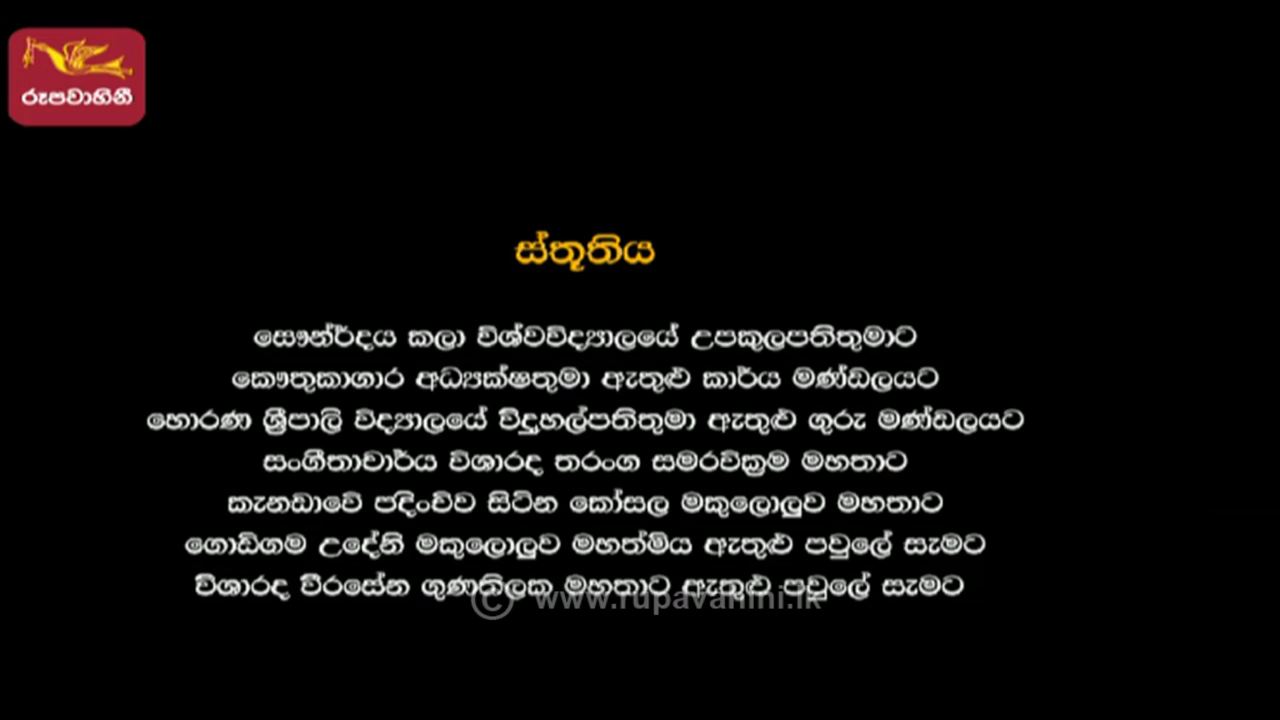 රූපවාහිනී
ස්තූතිය
සෞන්ර්දය කලා විශ්වවිද්‍යාලයේ උපකුලපතිතුමාට
කෞතුකාගාර අධ්‍යක්ෂතුමා ඇතුළු කාර්ය මණ්ඩලයට
හොරණ ශ්‍රීපාලි විද්‍යාලයේ විදුහල්පතිතුමා ඇතුළු ගුරු මණ්ඩලයට
සංගීතාචාර්ය විශාරද තරංග සමරවික්‍රම මහතාට
කැනඩාවේ පදිංචිව සිටින කෝසල මකුලොලුව මහතාට
ගොඩිගම උදේනි මකුලොලුව මහත්මිය ඇතුළු පවුලේ සැමට
විශාරද වීරසේන ගුණතිලක මහතාට ඇතුළු පවුලේ සැමට
© www.rupavahini.lk